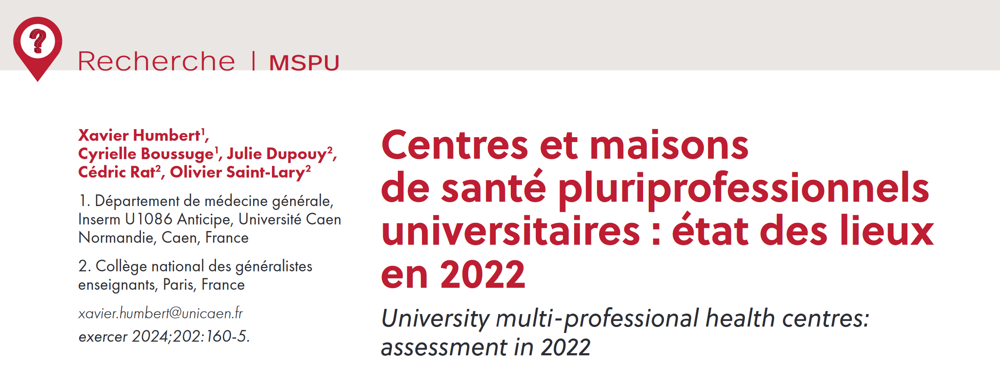 ?
Recherche | MSPU
Xavier Humbert¹,
Cyrielle Boussuge¹, Julie Dupouy²,
Cédric Rat², Olivier Saint-Lary²
1. Département de médecine générale,
Inserm U1086 Anticipe, Université Caen
Normandie, Caen, France
2. Collège national des généralistes
enseignants, Paris, France
xavier.humbert@unicaen.fr
exercer 2024;202:160-5.
Centres et maisons
de santé pluriprofessionnels
universitaires : état des lieux
en 2022
University multi-professional health centres:
assessment in 2022